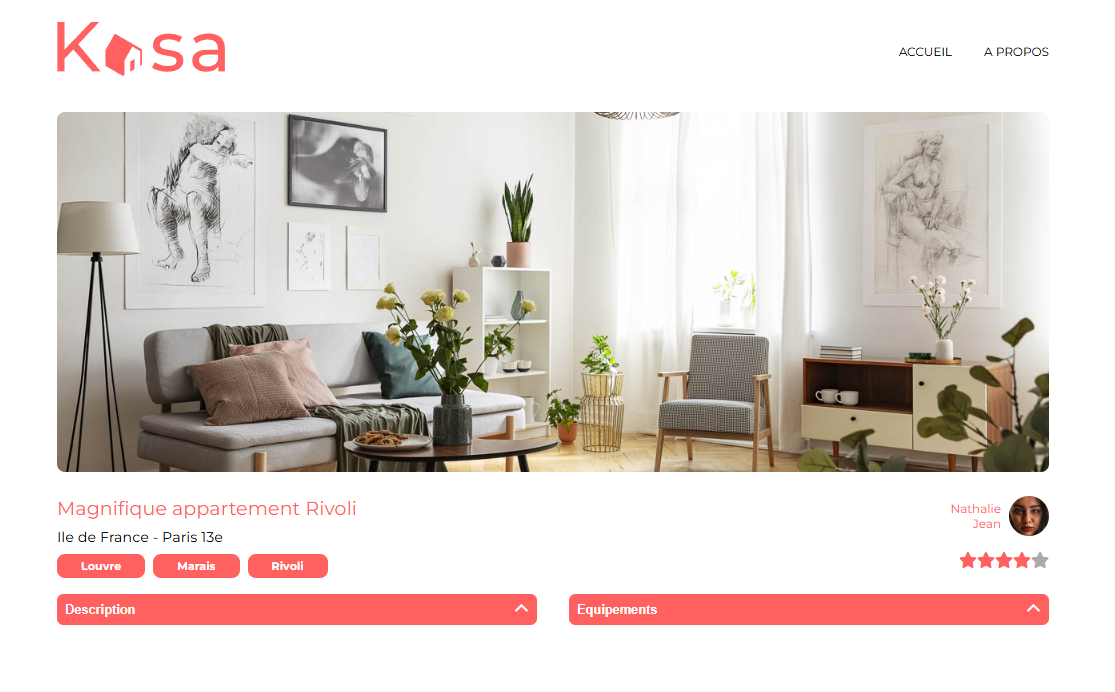 Kasa
ACCUEIL
A PROPOS
Magnifique appartement Rivoli
Ile de France - Paris 13e
Louvre
Marais
Rivoli
Nathalie
Jean
Description
Equipements